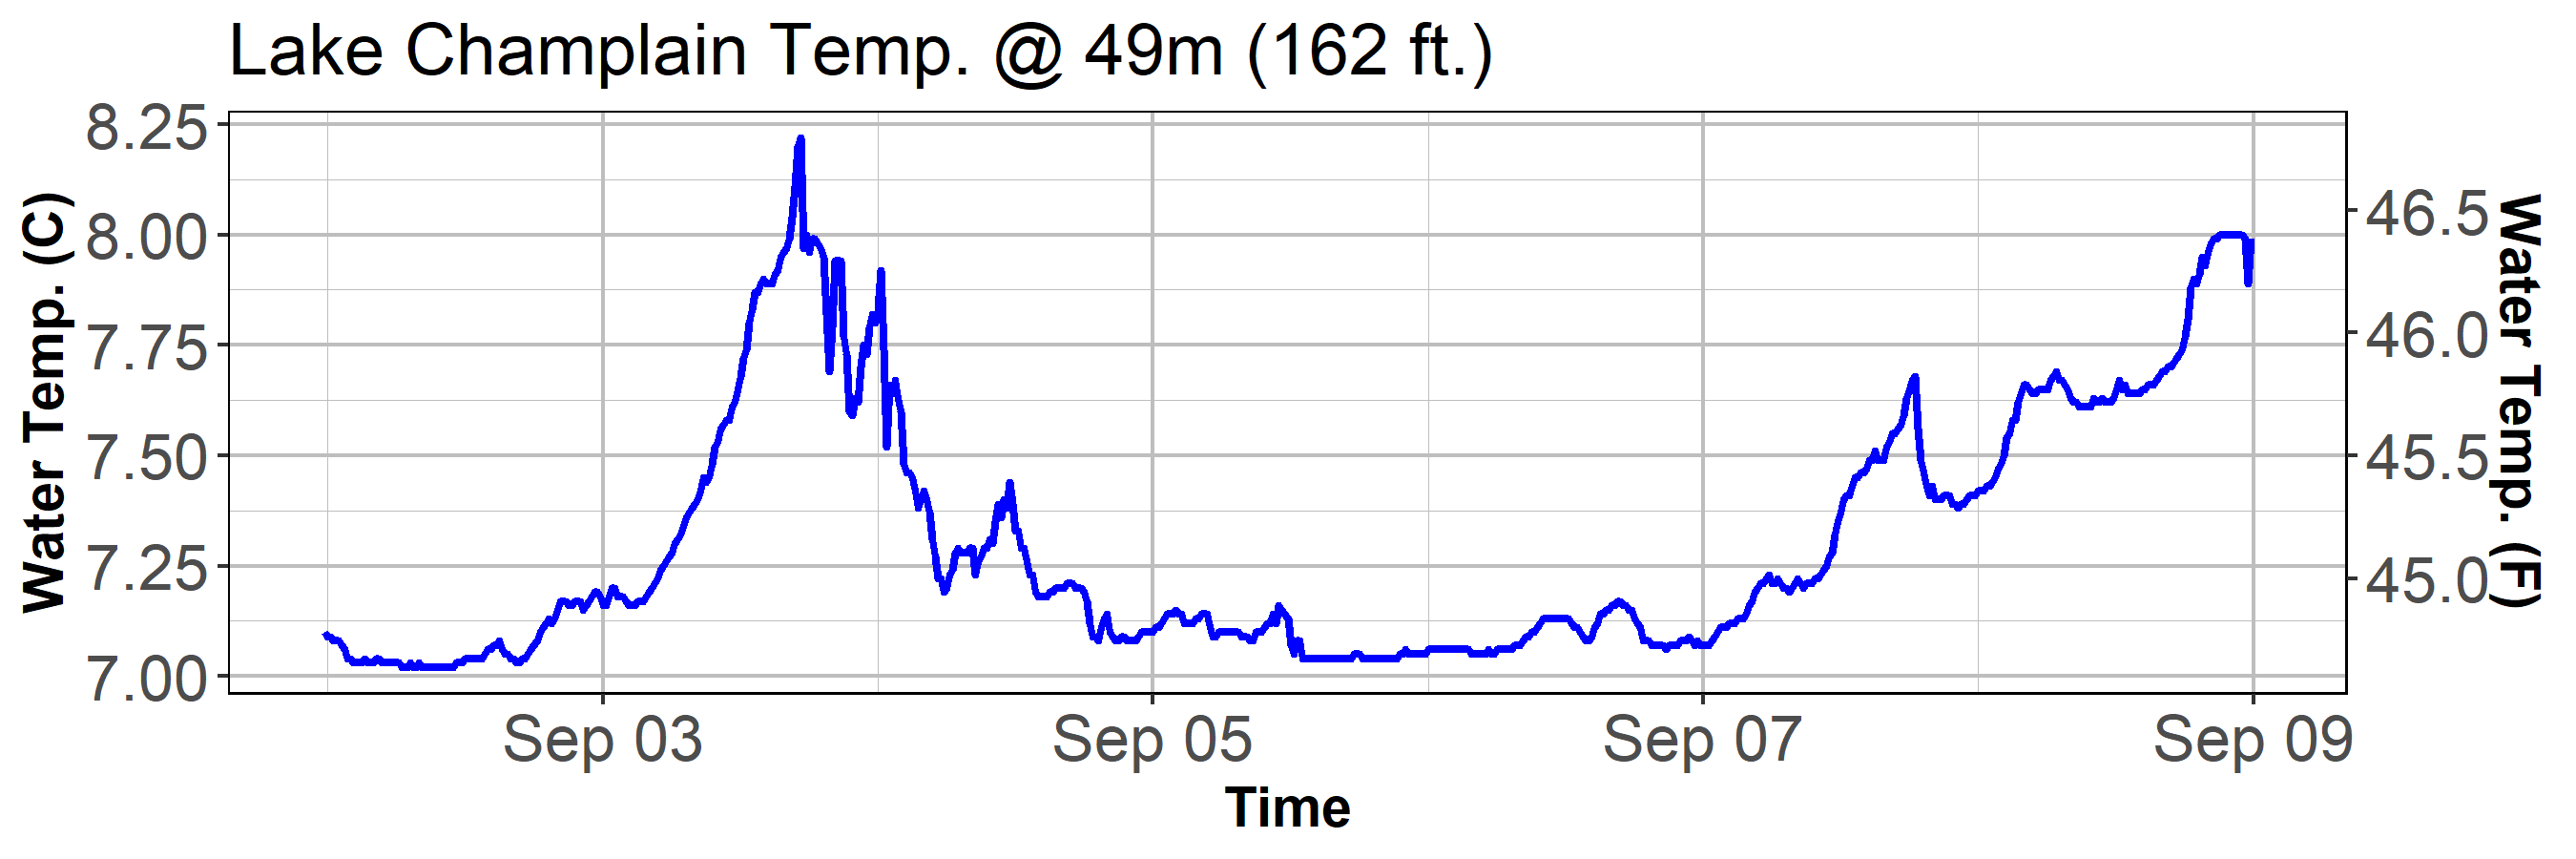 Lake Champlain Temp. @ 49m (162 ft.)
Water Temp. (C)
8.25
8.00
7.75
7.50
7.25
7.00
46.5
46.0
45.5
45.0
Water Temp. (F)
Sep 03 Sep 05 Sep 07 Sep 09
Time